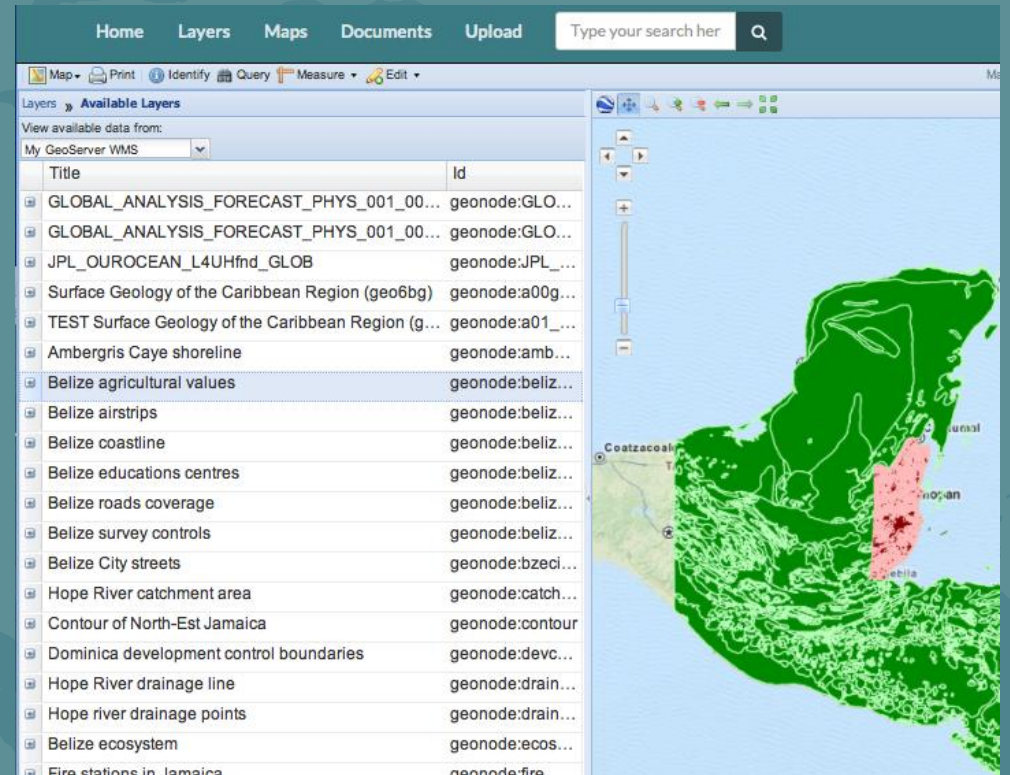 Home Layers Maps Documents Upload Type your search her
Map Print Identify Query Measure Edit
Layers » Available Layers
View available data from:
My GeoServer WMS
Title Id
GLOBAL_ANALYSIS_FORECAST_PHYS_001_00... geonode:GLO...
GLOBAL_ANALYSIS_FORECAST_PHYS_001_00... geonode:GLO...
JPL_OUROCEAN_L4UHfnd_GLOB geonode:JPL_...
Surface Geology of the Caribbean Region (geo6bg) geonode:a00g...
TEST Surface Geology of the Caribbean Region (g... geonode:a01_...
Ambergris Caye shoreline geonode:amb...
Belize agricultural values geonode:beliz...
Belize airstrips geonode:beliz...
Belize coastline geonode:beliz...
Belize educations centres geonode:beliz...
Belize roads coverage geonode:beliz...
Belize survey controls geonode:beliz...
Belize City streets geonode:bzeci...
Hope River catchment area geonode:catch...
Contour of North-Est Jamaica geonode:contour
Dominica development control boundaries geonode:devc...
Hope River drainage line geonode:drain...
Hope river drainage points geonode:drain...
Belize ecosystem geonode:ecos...
Fire stations in Jamaica geonode:fire
Coatzacoal